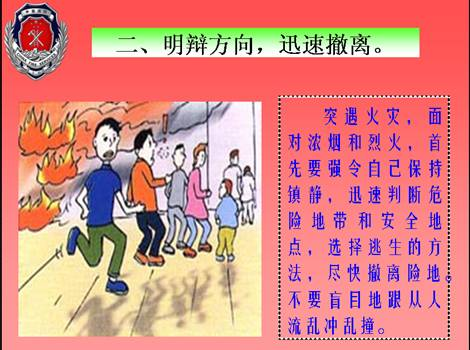 二、明辩方向，迅速撤离。
突遇火灾，面
对浓烟和烈火，首
先要强令自己保持
镇静，迅速判断危
险地带和安全地
点，选择逃生的方
法，尽快撤离险地。
不要盲目地跟从人
流乱冲乱撞。